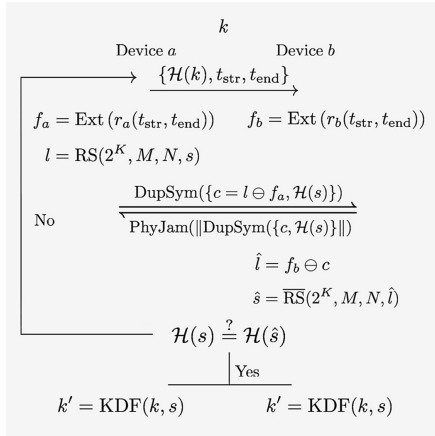 k
Device a Device b
{ℋ(k), t_str, t_end}
f_a = Ext (r_a(t_str, t_end)) f_b = Ext (r_b(t_str, t_end))
l = RS(2^K, M, N, s)
DupSym({c = l ⊖ f_a, ℋ(s)})
No
PhyJam(‖DupSym({c, ℋ(s)}‖)
l̂ = f_b ⊖ c
ŝ = R̅S̅(2^K, M, N, l̂)
ℋ(s) ≟ ℋ(ŝ)
Yes
k′ = KDF(k, s) k′ = KDF(k, s)